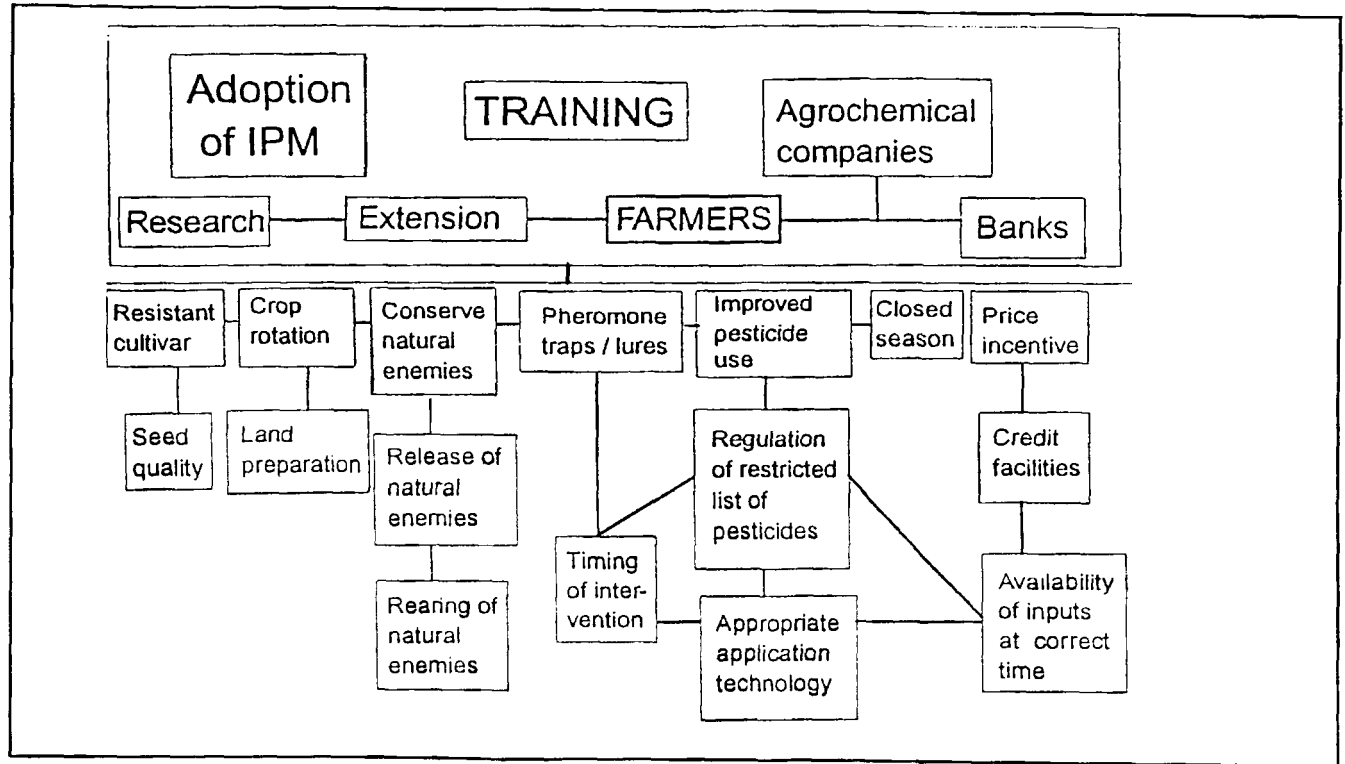 Adoption
of IPM
TRAINING
Agrochemical
companies
Research
Extension
FARMERS
Banks
Resistant
cultivar
Crop
rotation
Conserve
natural
enemies
Pheromone
traps / lures
Improved
pesticide
use
Closed
season
Price
incentive
Seed
quality
Land
preparation
Release of
natural
enemies
Rearing of
natural
enemies
Timing
of inter-
vention
Regulation
of restricted
list of
pesticides
Appropriate
application
technology
Credit
facilities
Availability
of inputs
at correct
time